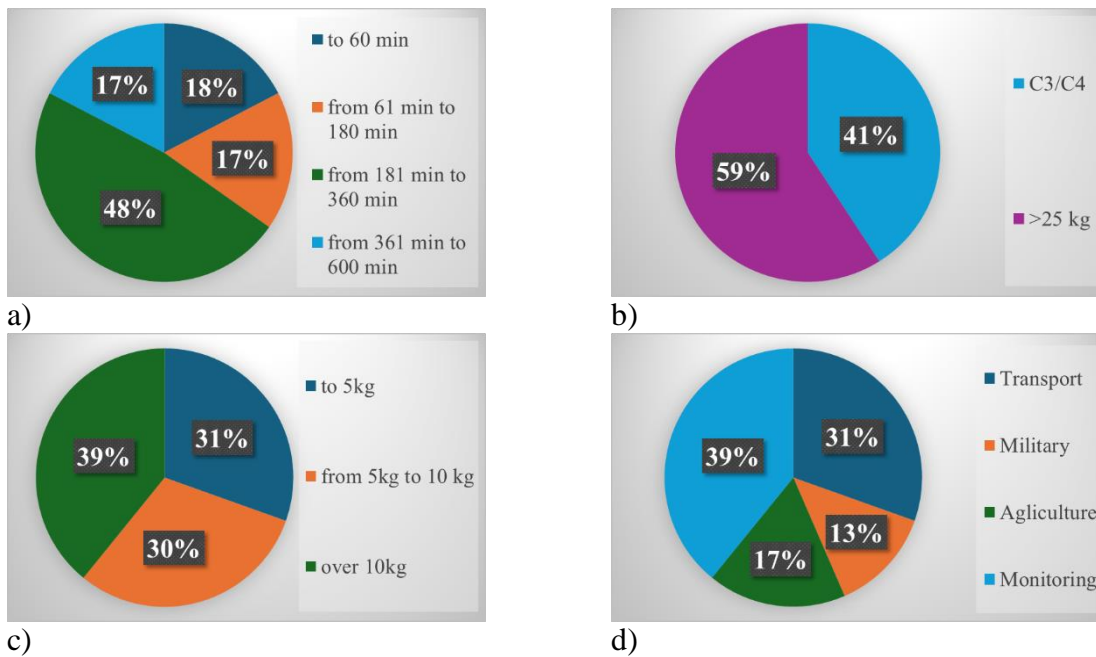 17%
18%
17%
48%
to 60 min
from 61 min to
180 min
from 181 min to
360 min
from 361 min to
600 min
a)
41%
59%
C3/C4
>25 kg
b)
31%
39%
30%
to 5kg
from 5kg to 10 kg
over 10kg
c)
31%
39%
13%
17%
Transport
Military
Agliculture
Monitoring
d)